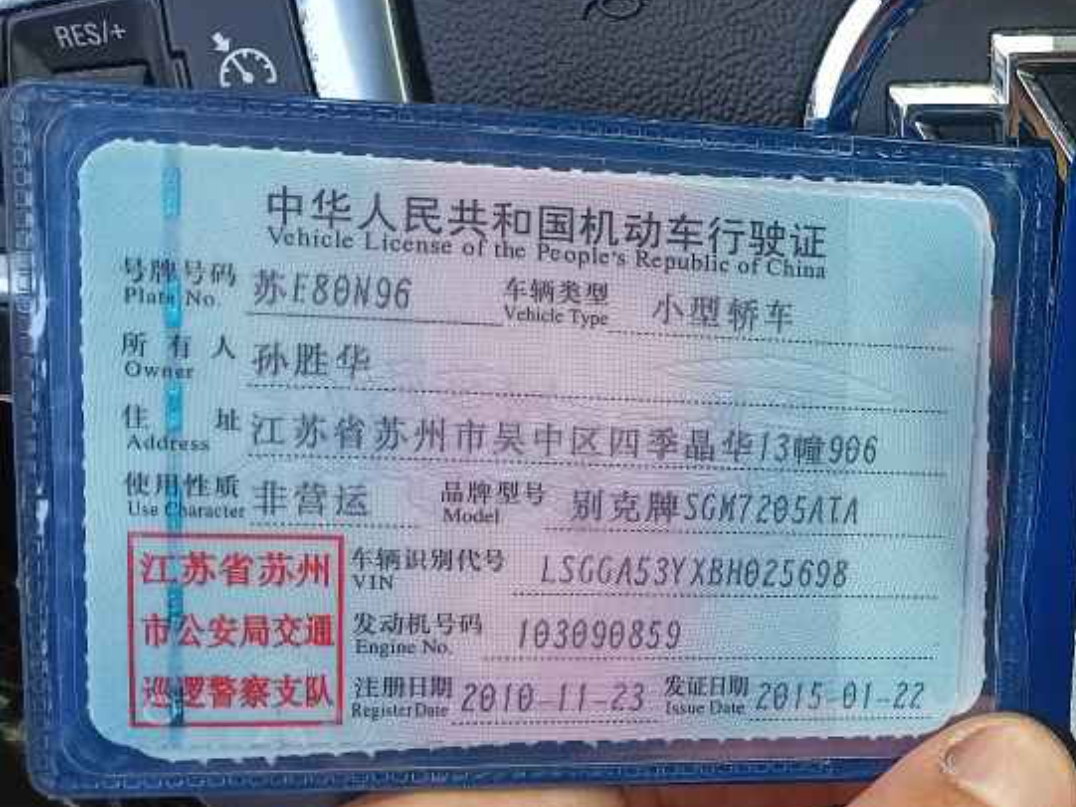 RES/+
中华人民共和国机动车行驶证
Vehicle License of the People's Republic of China
号牌号码 苏E80N96 车辆类型 小型轿车
Plate No. Vehicle Type
所有人 孙胜华
Owner
住址 江苏省苏州市吴中区四季晶华13幢906
Address
使用性质 非营运 品牌型号 别克牌SGM7205ATA
Use Character Model
江苏省苏州 车辆识别代号 LSGGA53YXBH025698
VIN
市公安局交通 发动机号码 103090859
Engine No.
巡逻警察支队 注册日期 2010-11-23 发证日期 2015-01-22
Register Date Issue Date